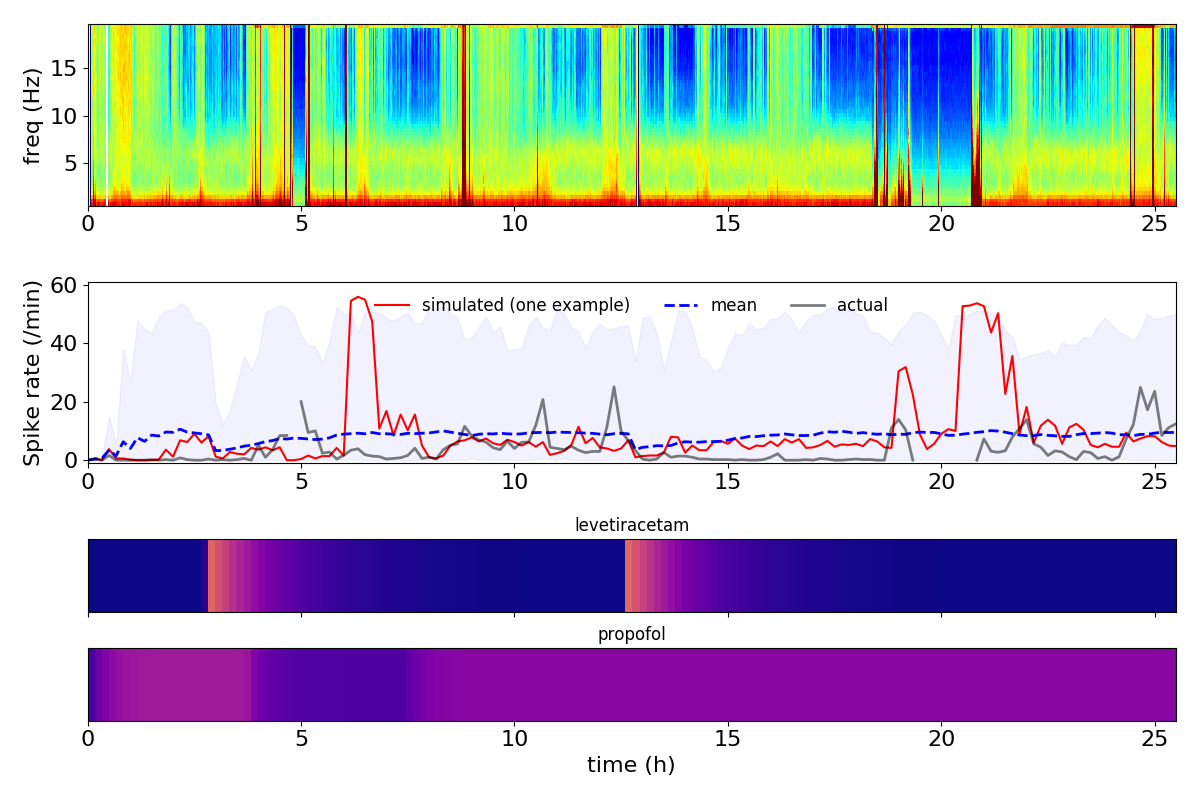 freq (Hz)
15
10
5
0 5 10 15 20 25
Spike rate (/min)
60
40
20
0
simulated (one example) mean actual
0 5 10 15 20 25
levetiracetam
propofol
0 5 10 15 20 25
time (h)